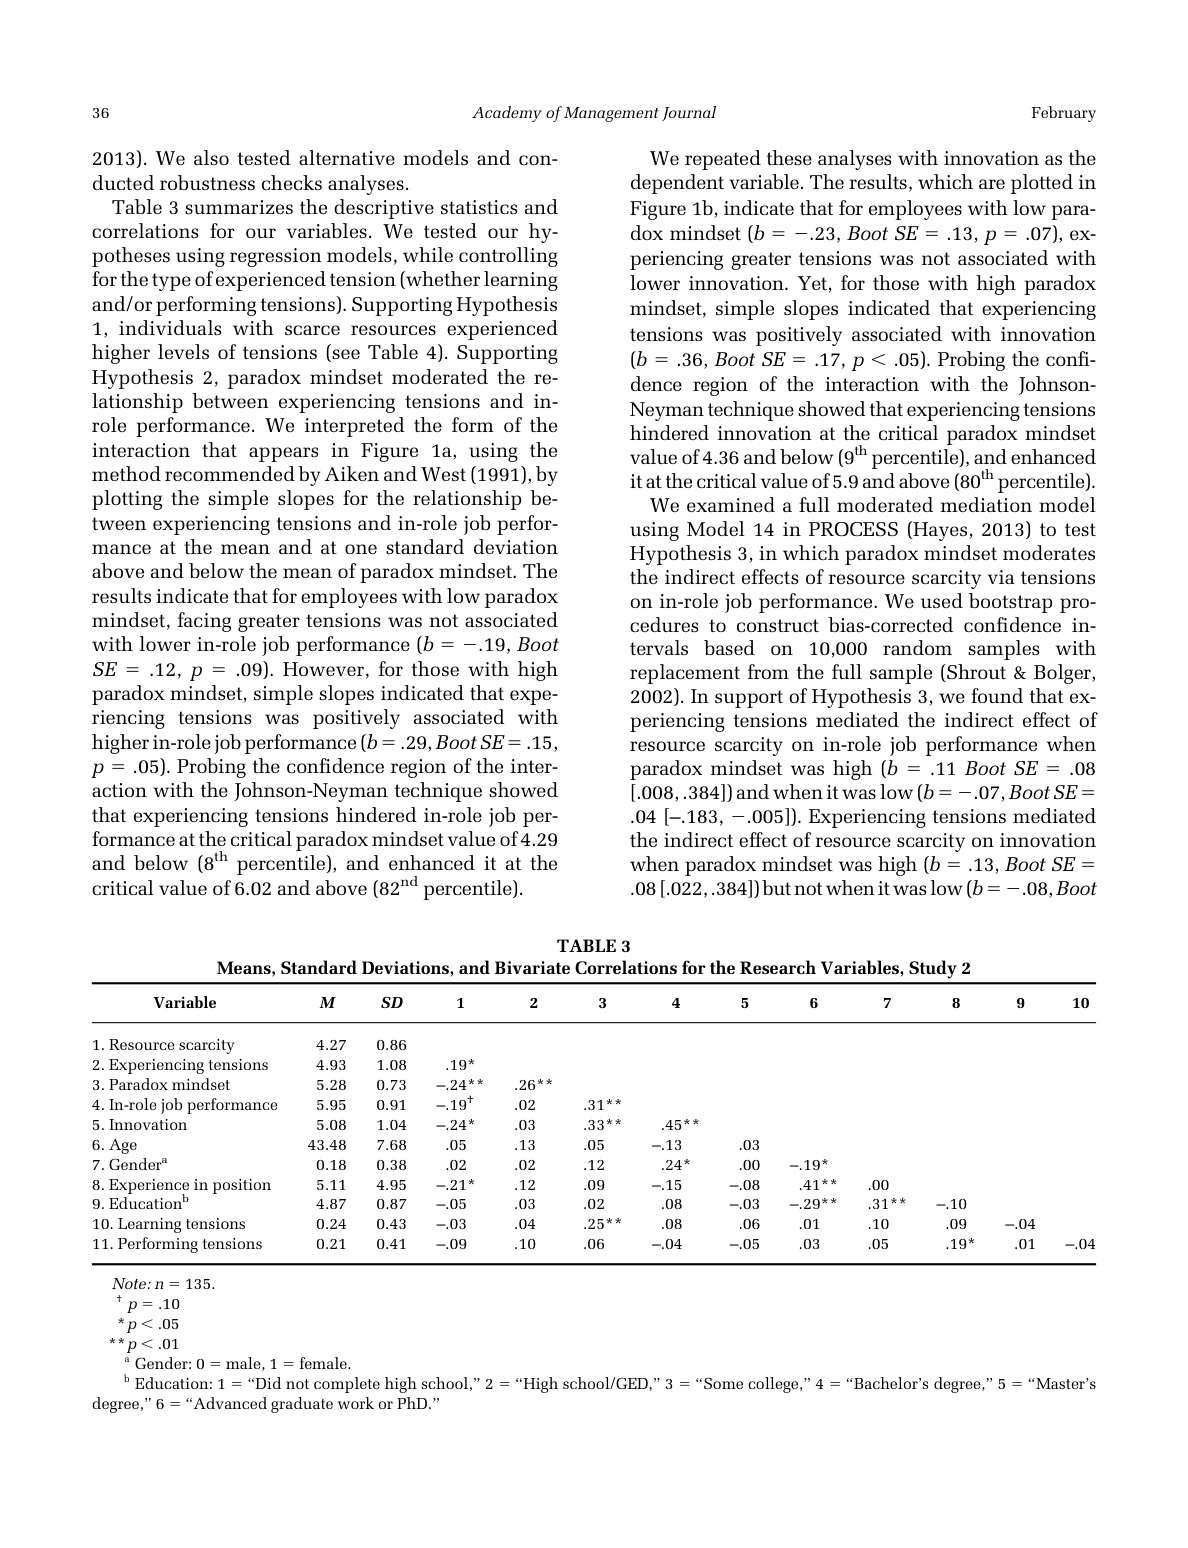 36
Academy of Management Journal
February
2013). We also tested alternative models and con-
ducted robustness checks analyses.
Table 3 summarizes the descriptive statistics and
correlations for our variables. We tested our hy-
potheses using regression models, while controlling
for the type of experienced tension (whether learning
and/or performing tensions). Supporting Hypothesis
1, individuals with scarce resources experienced
higher levels of tensions (see Table 4). Supporting
Hypothesis 2, paradox mindset moderated the re-
lationship between experiencing tensions and in-
role performance. We interpreted the form of the
interaction that appears in Figure 1a, using the
method recommended by Aiken and West (1991), by
plotting the simple slopes for the relationship be-
tween experiencing tensions and in-role job perfor-
mance at the mean and at one standard deviation
above and below the mean of paradox mindset. The
results indicate that for employees with low paradox
mindset, facing greater tensions was not associated
with lower in-role job performance (b = −.19, Boot
SE = .12, p = .09). However, for those with high
paradox mindset, simple slopes indicated that expe-
riencing tensions was positively associated with
higher in-role job performance (b = .29, Boot SE = .15,
p = .05). Probing the confidence region of the inter-
action with the Johnson-Neyman technique showed
that experiencing tensions hindered in-role job per-
formance at the critical paradox mindset value of 4.29
and below (8th percentile), and enhanced it at the
critical value of 6.02 and above (82nd percentile).
We repeated these analyses with innovation as the
dependent variable. The results, which are plotted in
Figure 1b, indicate that for employees with low para-
dox mindset (b = −.23, Boot SE = .13, p = .07), ex-
periencing greater tensions was not associated with
lower innovation. Yet, for those with high paradox
mindset, simple slopes indicated that experiencing
tensions was positively associated with innovation
(b = .36, Boot SE = .17, p < .05). Probing the confi-
dence region of the interaction with the Johnson-
Neyman technique showed that experiencing tensions
hindered innovation at the critical paradox mindset
value of 4.36 and below (9th percentile), and enhanced
it at the critical value of 5.9 and above (80th percentile).
We examined a full moderated mediation model
using Model 14 in PROCESS (Hayes, 2013) to test
Hypothesis 3, in which paradox mindset moderates
the indirect effects of resource scarcity via tensions
on in-role job performance. We used bootstrap pro-
cedures to construct bias-corrected confidence in-
tervals based on 10,000 random samples with
replacement from the full sample (Shrout & Bolger,
2002). In support of Hypothesis 3, we found that ex-
periencing tensions mediated the indirect effect of
resource scarcity on in-role job performance when
paradox mindset was high (b = .11 Boot SE = .08
[.008, .384]) and when it was low (b = −.07, Boot SE =
.04 [–.183, −.005]). Experiencing tensions mediated
the indirect effect of resource scarcity on innovation
when paradox mindset was high (b = .13, Boot SE =
.08 [.022, .384]) but not when it was low (b = −.08, Boot
TABLE 3
Means, Standard Deviations, and Bivariate Correlations for the Research Variables, Study 2
Variable M SD 1 2 3 4 5 6 7 8 9 10
1. Resource scarcity 4.27 0.86
2. Experiencing tensions 4.93 1.08 .19*
3. Paradox mindset 5.28 0.73 –.24** .26**
4. In-role job performance 5.95 0.91 –.19† .02 .31**
5. Innovation 5.08 1.04 –.24* .03 .33** .45**
6. Age 43.48 7.68 .05 .13 .05 –.13 .03
7. Genderᵃ 0.18 0.38 .02 .02 .12 .24* .00 –.19*
8. Experience in position 5.11 4.95 –.21* .12 .09 –.15 –.08 .41** .00
9. Educationᵇ 4.87 0.87 –.05 .03 .02 .08 –.03 –.29** .31** –.10
10. Learning tensions 0.24 0.43 –.03 .04 .25** .08 .06 .01 .10 .09 –.04
11. Performing tensions 0.21 0.41 –.09 .10 .06 –.04 –.05 .03 .05 .19* .01 –.04
Note: n = 135.
† p = .10
* p < .05
** p < .01
ᵃ Gender: 0 = male, 1 = female.
ᵇ Education: 1 = “Did not complete high school,” 2 = “High school/GED,” 3 = “Some college,” 4 = “Bachelor’s degree,” 5 = “Master’s
degree,” 6 = “Advanced graduate work or PhD.”